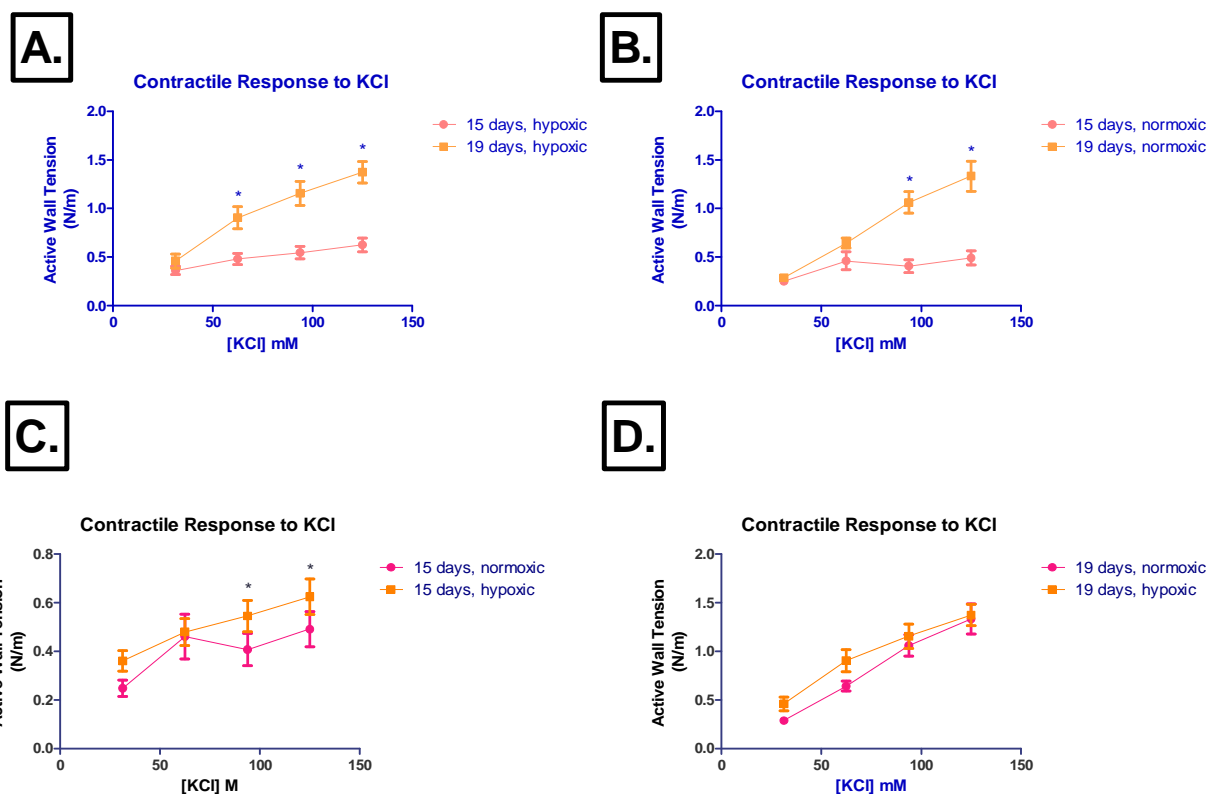 A.
Contractile Response to KCl
Active Wall Tension
(N/m)
2.0
1.5
1.0
0.5
0.0
0
50
100
150
[KCl] mM
*
*
*
15 days, hypoxic
19 days, hypoxic
B.
Contractile Response to KCl
Active Wall Tension
(N/m)
2.0
1.5
1.0
0.5
0.0
0
50
100
150
[KCl] mM
*
*
15 days, normoxic
19 days, normoxic
C.
Contractile Response to KCl
Wall Tension
(N/m)
0.8
0.6
0.4
0.2
0.0
0
50
100
150
[KCl] M
*
*
15 days, normoxic
15 days, hypoxic
D.
Contractile Response to KCl
Active Wall Tension
(N/m)
2.0
1.5
1.0
0.5
0.0
0
50
100
150
[KCl] mM
19 days, normoxic
19 days, hypoxic